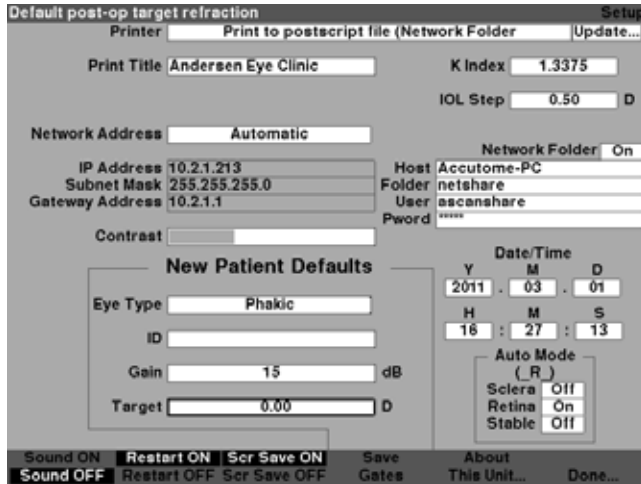 Default post-op target refraction Setup
Printer Print to postscript file (Network Folder Update...
Print Title Andersen Eye Clinic K Index 1.3375
IOL Step 0.50 D
Network Address Automatic
Network Folder On
IP Address 10.2.1.213 Host Accutome-PC
Subnet Mask 255.255.255.0 Folder netshare
Gateway Address 10.2.1.1 User ascanshare
Pword *****
Contrast
Date/Time
New Patient Defaults
Y M D
2011 . 03 . 01
Eye Type Phakic
H M S
16 : 27 : 13
ID
Auto Mode
(_R_)
Gain 15 dB
Sclera Off
Retina On
Target 0.00 D
Stable Off
Sound ON Restart ON Scr Save ON Save About
Sound OFF Restart OFF Scr Save OFF Gates This Unit... Done...